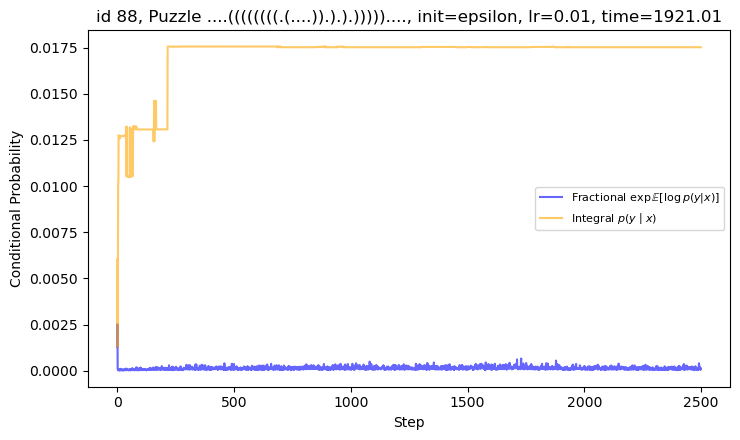 id 88, Puzzle ....((((((((.(....)).).).))))).... , init=epsilon, lr=0.01, time=1921.01
0.0175
0.0150
0.0125
0.0100
0.0075
0.0050
0.0025
0.0000
Conditional Probability
Fractional exp𝔼[log p(y|x)]
Integral p(y | x)
0
500
1000
1500
2000
2500
Step